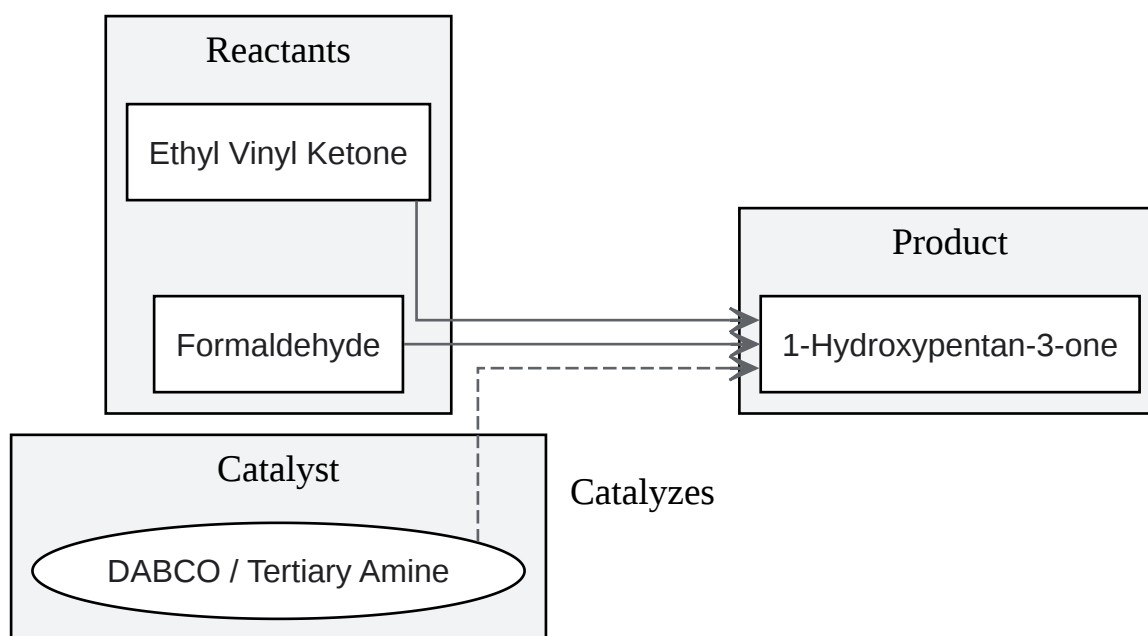 Reactants
Ethyl Vinyl Ketone
Formaldehyde
Product
1-Hydroxypentan-3-one
Catalyst
DABCO / Tertiary Amine
Catalyzes